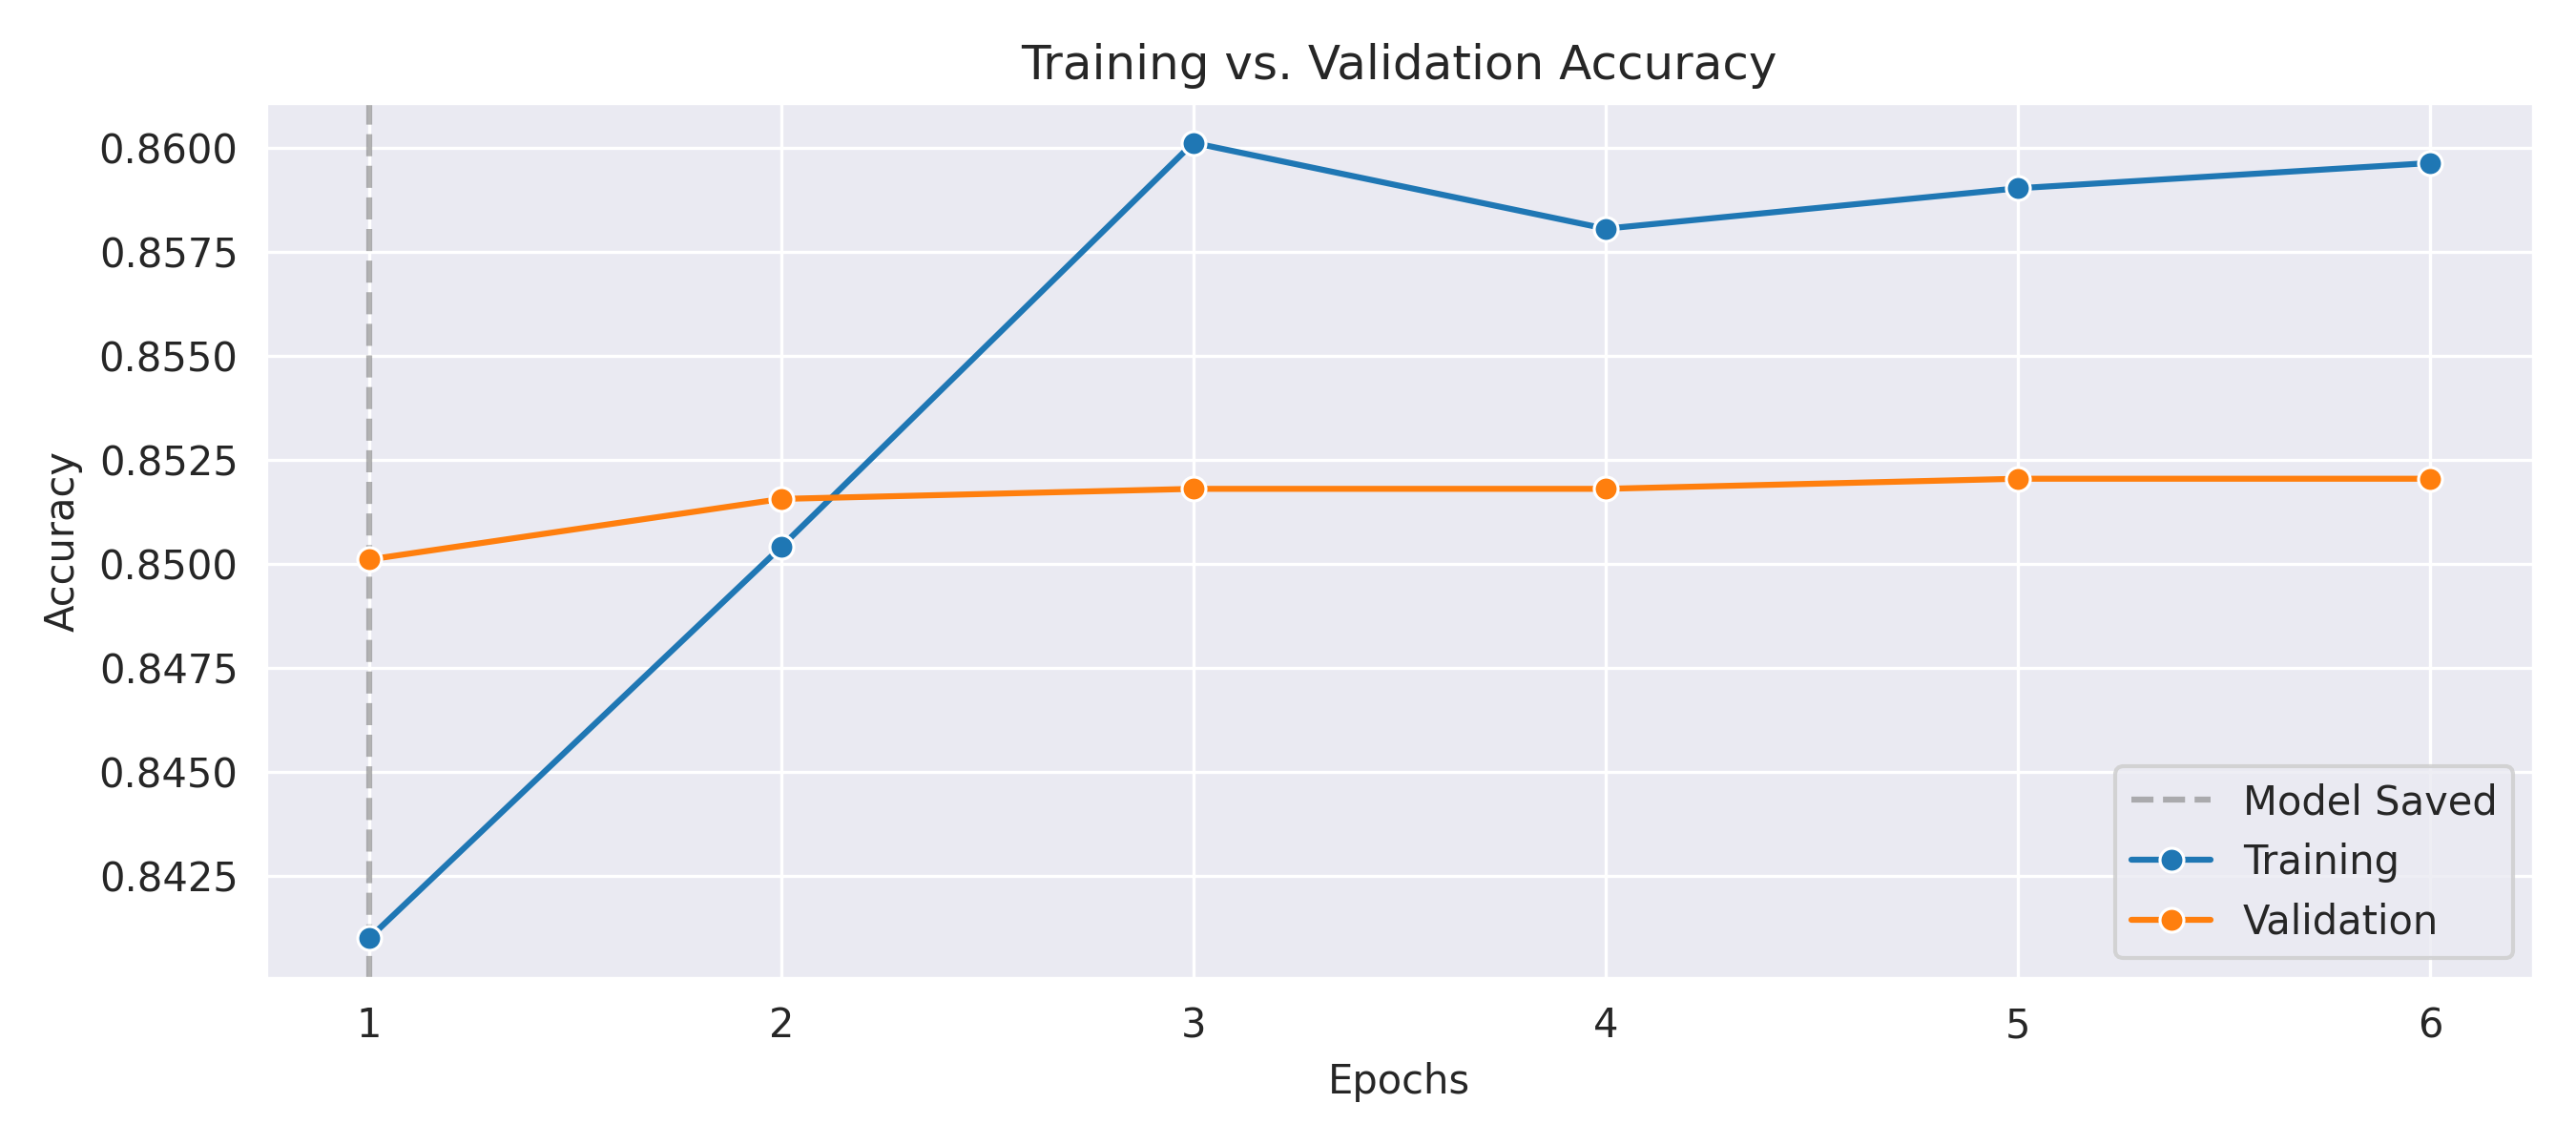 Training vs. Validation Accuracy
Accuracy
0.8600
0.8575
0.8550
0.8525
0.8500
0.8475
0.8450
0.8425
1 2 3 4 5 6
Epochs
Model Saved
Training
Validation